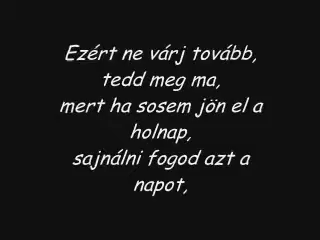 Ezért ne várj tovább,
tedd meg ma,
mert ha sosem jön el a
holnap,
sajnálni fogod azt a
napot,